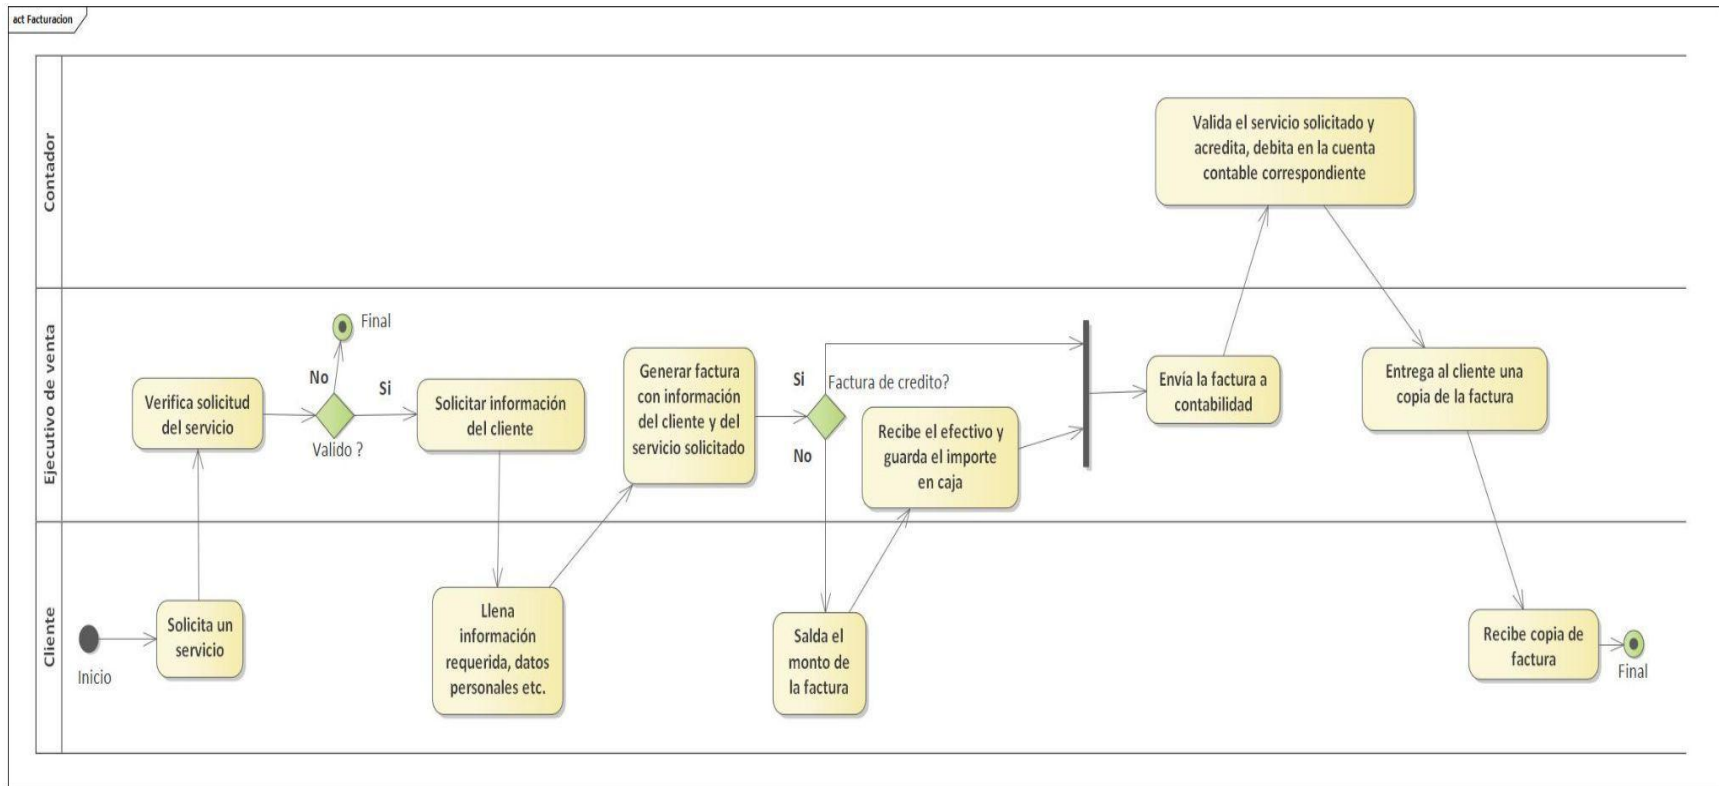 act Facturacion
Contador
Valida el servicio solicitado y
acredita, debita en la cuenta
contable correspondiente
Ejecutivo de venta
Verifica solicitud
del servicio
Final
No
Si
Valido ?
Solicitar información
del cliente
Generar factura
con información
del cliente y del
servicio solicitado
Si
Factura de credito?
No
Recibe el efectivo y
guarda el importe
en caja
Envía la factura a
contabilidad
Entrega al cliente una
copia de la factura
Cliente
Inicio
Solicita un
servicio
Llena
información
requerida, datos
personales etc.
Salda el
monto de
la factura
Recibe copia de
factura
Final